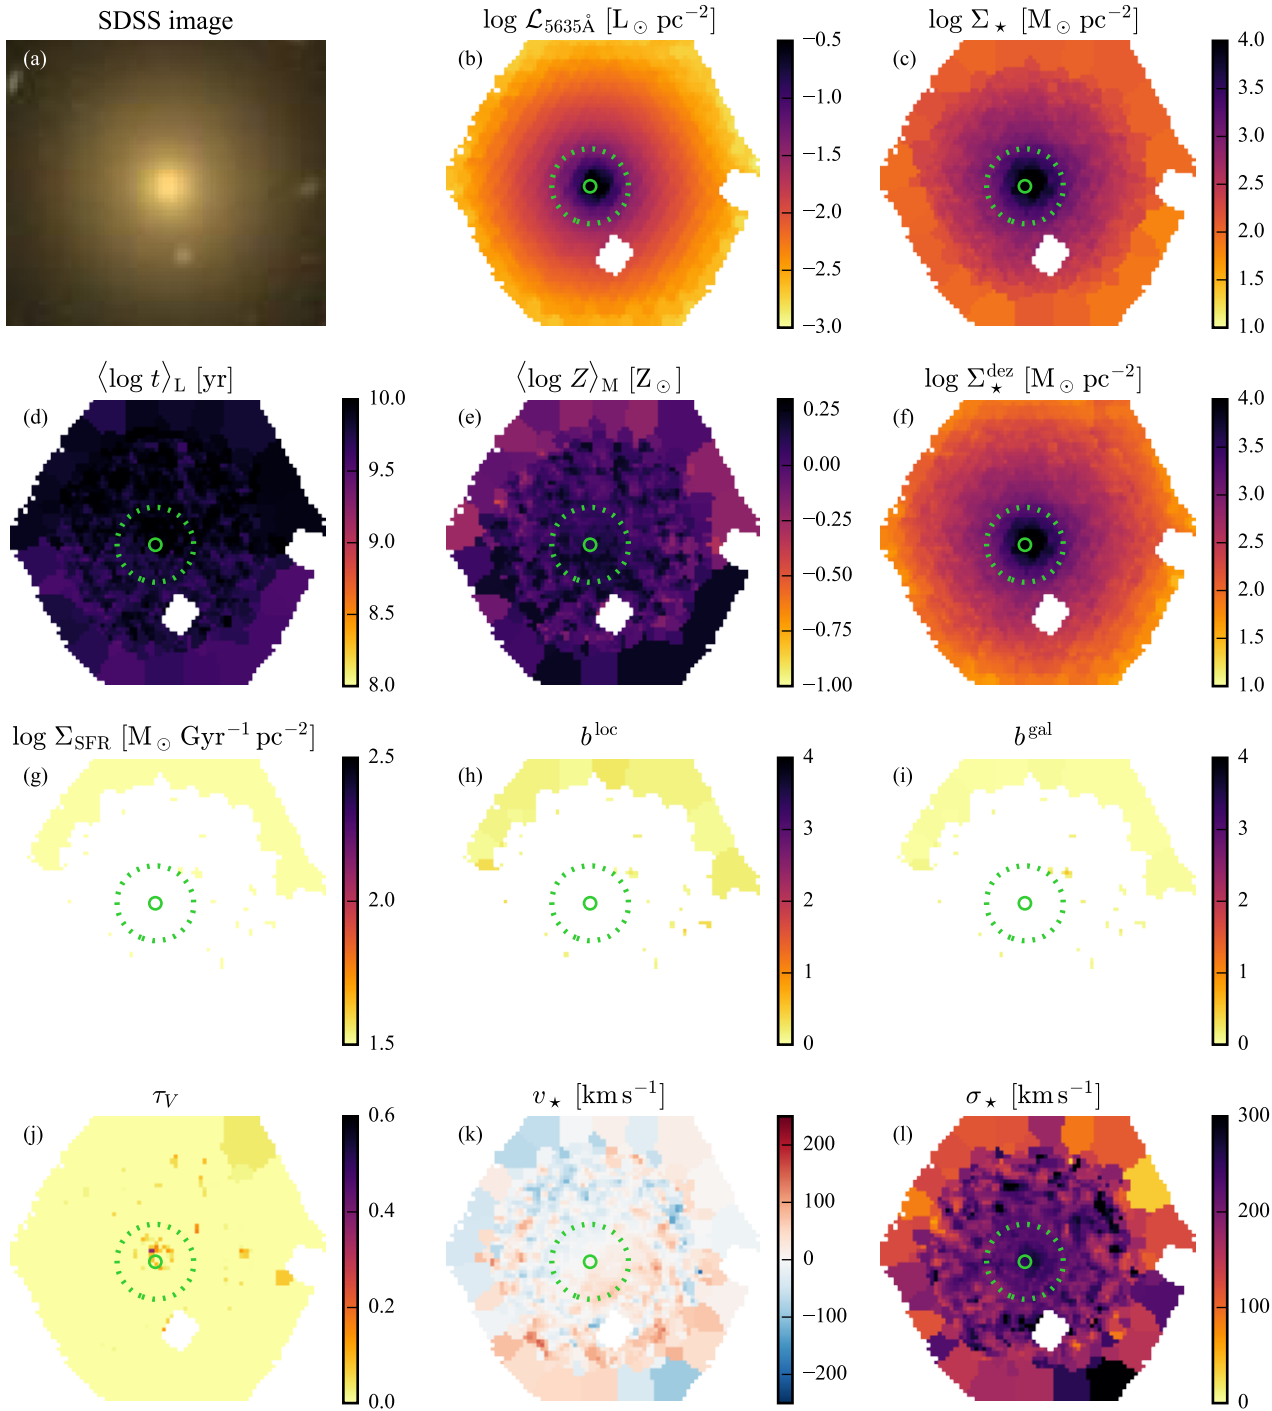 SDSS image
log ℒ5635Å [L⊙ pc−2]
log Σ⋆ [M⊙ pc−2]
(a)
(b)
−0.5
−1.0
−1.5
−2.0
−2.5
−3.0
(c)
4.0
3.5
3.0
2.5
2.0
1.5
1.0
⟨log t⟩L [yr]
⟨log Z⟩M [Z⊙]
log Σ⋆dez [M⊙ pc−2]
(d)
10.0
9.5
9.0
8.5
8.0
(e)
0.25
0.00
−0.25
−0.50
−0.75
−1.00
(f)
4.0
3.5
3.0
2.5
2.0
1.5
1.0
log ΣSFR [M⊙ Gyr−1 pc−2]
bloc
bgal
(g)
2.5
2.0
1.5
(h)
4
3
2
1
0
(i)
4
3
2
1
0
τV
v⋆ [km s−1]
σ⋆ [km s−1]
(j)
0.6
0.4
0.2
0.0
(k)
200
100
0
−100
−200
(l)
300
200
100
0